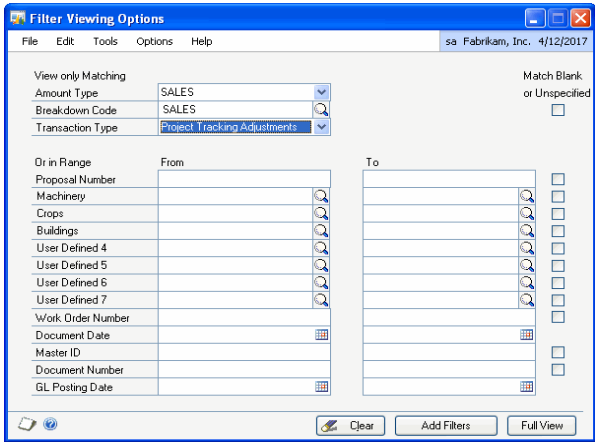 Filter Viewing Options
File Edit Tools Options Help sa Fabrikam, Inc. 4/12/2017
View only Matching Match Blank
Amount Type SALES or Unspecified
Breakdown Code SALES
Transaction Type Project Tracking Adjustments
Or in Range From To
Proposal Number
Machinery
Crops
Buildings
User Defined 4
User Defined 5
User Defined 6
User Defined 7
Work Order Number
Document Date
Master ID
Document Number
GL Posting Date
Clear Add Filters Full View